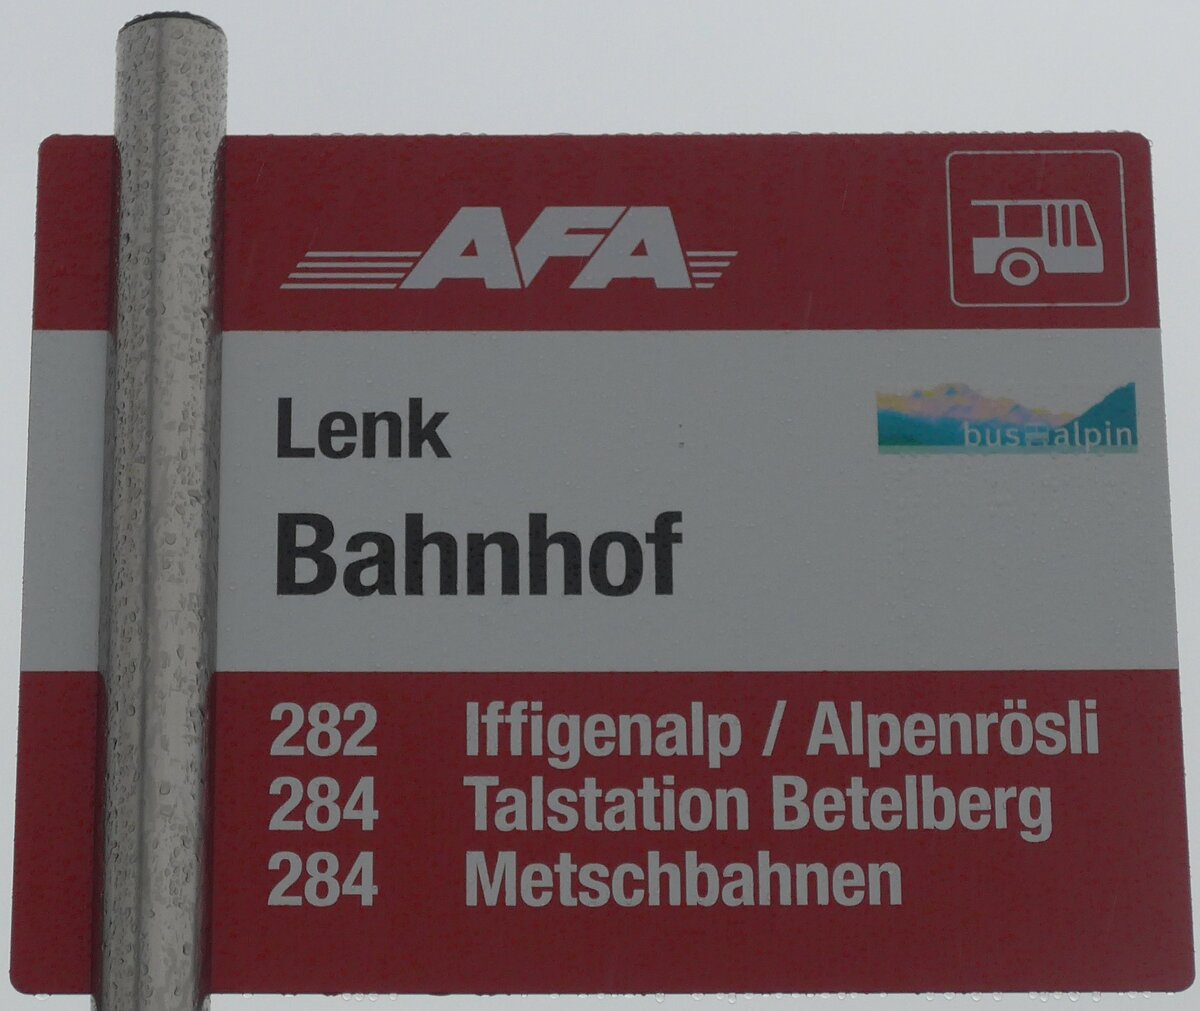 AFA
Lenk
bus alpin
Bahnhof
282 Iffigenalp / Alpenrösli
284 Talstation Betelberg
284 Metschbahnen